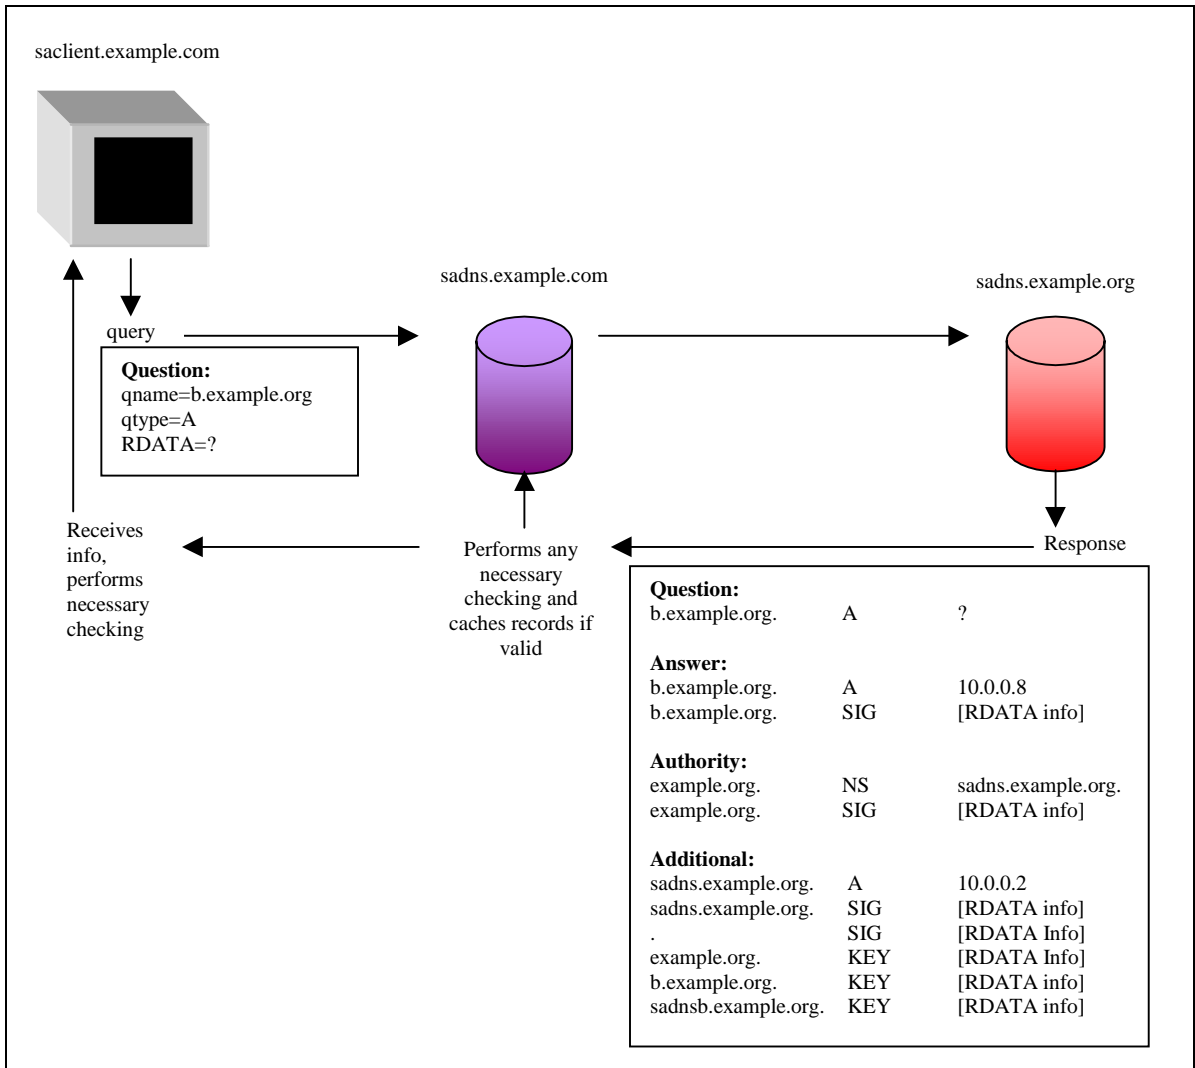 saclient.example.com
sadns.example.com
sadns.example.org
query
Question:
qname=b.example.org
qtype=A
RDATA=?
Receives
info,
performs
necessary
checking
Performs any
necessary
checking and
caches records if
valid
Response
Question:
b.example.org. A ?
Answer:
b.example.org. A 10.0.0.8
b.example.org. SIG [RDATA info]
Authority:
example.org. NS sadns.example.org.
example.org. SIG [RDATA info]
Additional:
sadns.example.org. A 10.0.0.2
sadns.example.org. SIG [RDATA info]
. SIG [RDATA Info]
example.org. KEY [RDATA Info]
b.example.org. KEY [RDATA info]
sadnsb.example.org. KEY [RDATA info]